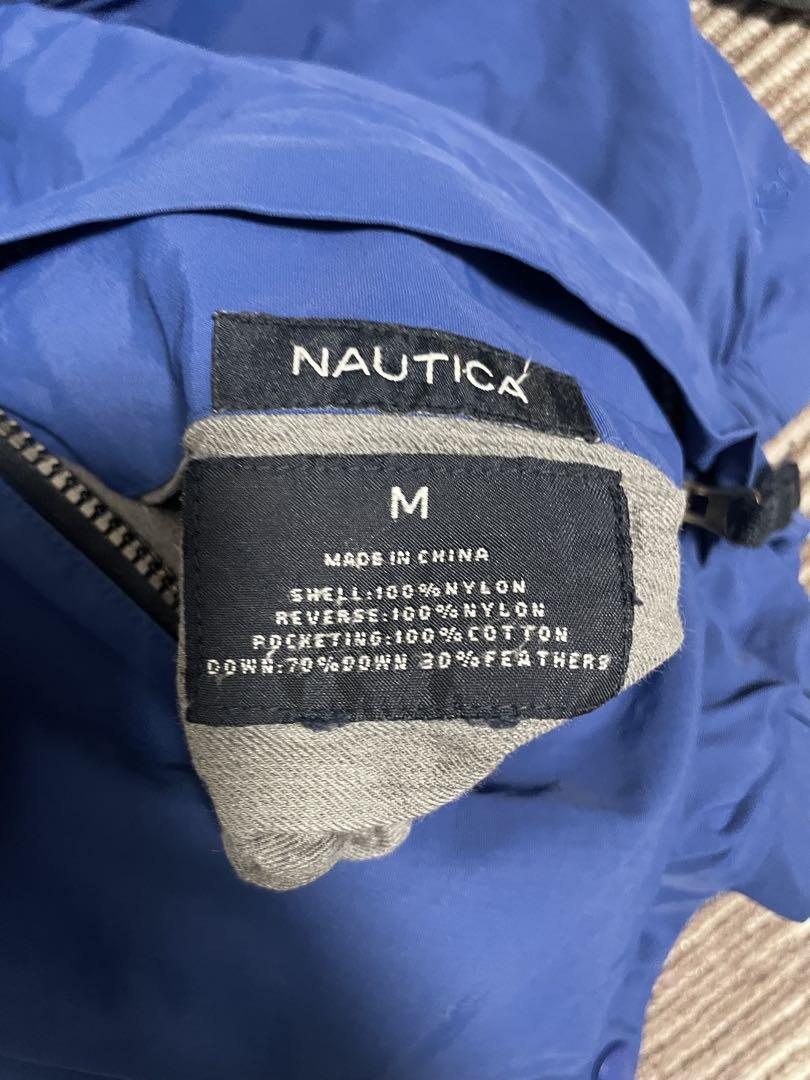 NAUTICA
M
MADE IN CHINA
SHELL:100%NYLON
REVERSE:100%NYLON
POCKETING:100%COTTON
DOWN:70%DOWN 30%FEATHERS